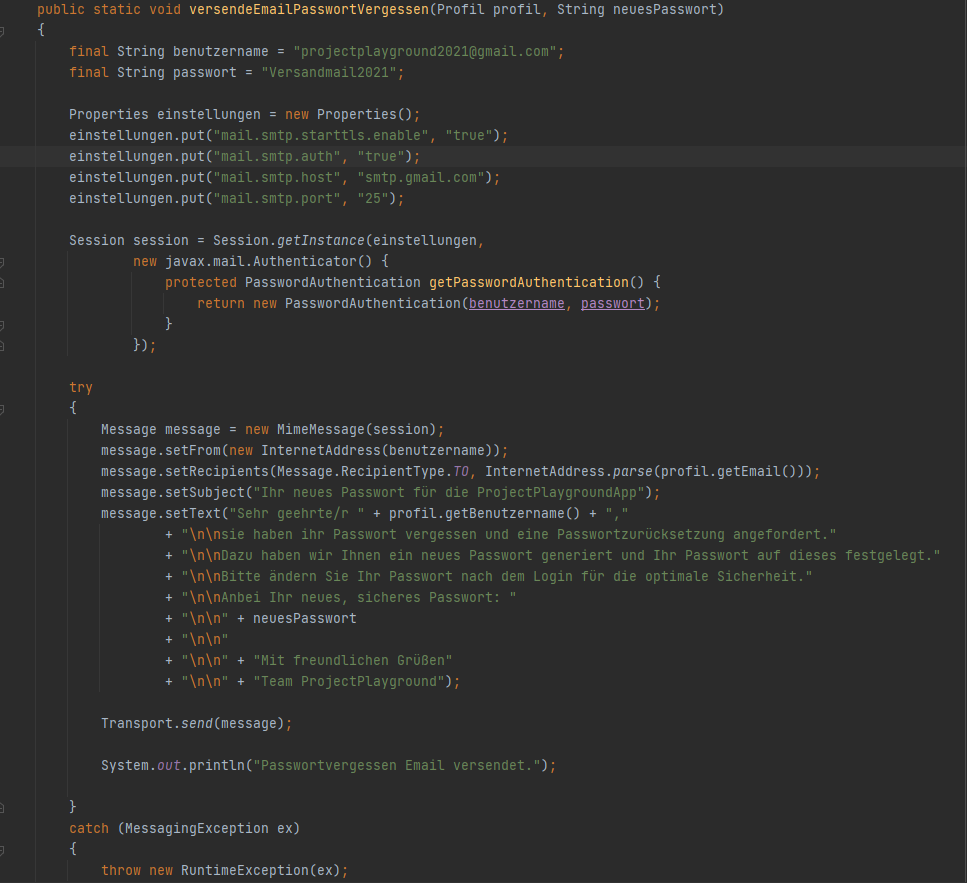 public static void versendeEmailPasswortVergessen(Profil profil, String neuesPasswort)
{
final String benutzername = "projectplayground2021@gmail.com";
final String passwort = "Versandmail2021";
Properties einstellungen = new Properties();
einstellungen.put("mail.smtp.starttls.enable", "true");
einstellungen.put("mail.smtp.auth", "true");
einstellungen.put("mail.smtp.host", "smtp.gmail.com");
einstellungen.put("mail.smtp.port", "25");
Session session = Session.getInstance(einstellungen,
new javax.mail.Authenticator() {
protected PasswordAuthentication getPasswordAuthentication() {
return new PasswordAuthentication(benutzername, passwort);
}
});
try
{
Message message = new MimeMessage(session);
message.setFrom(new InternetAddress(benutzername));
message.setRecipients(Message.RecipientType.TO, InternetAddress.parse(profil.getEmail()));
message.setSubject("Ihr neues Passwort für die ProjectPlaygroundApp");
message.setText("Sehr geehrte/r " + profil.getBenutzername() + ","
+ "\n\nsie haben ihr Passwort vergessen und eine Passwortzurücksetzung angefordert."
+ "\n\nDazu haben wir Ihnen ein neues Passwort generiert und Ihr Passwort auf dieses festgelegt."
+ "\n\nBitte ändern Sie Ihr Passwort nach dem Login für die optimale Sicherheit."
+ "\n\nAnbei Ihr neues, sicheres Passwort: "
+ "\n\n" + neuesPasswort
+ "\n\n"
+ "\n\n" + "Mit freundlichen Grüßen"
+ "\n\n" + "Team ProjectPlayground");
Transport.send(message);
System.out.println("Passwortvergessen Email versendet.");
}
catch (MessagingException ex)
{
throw new RuntimeException(ex);